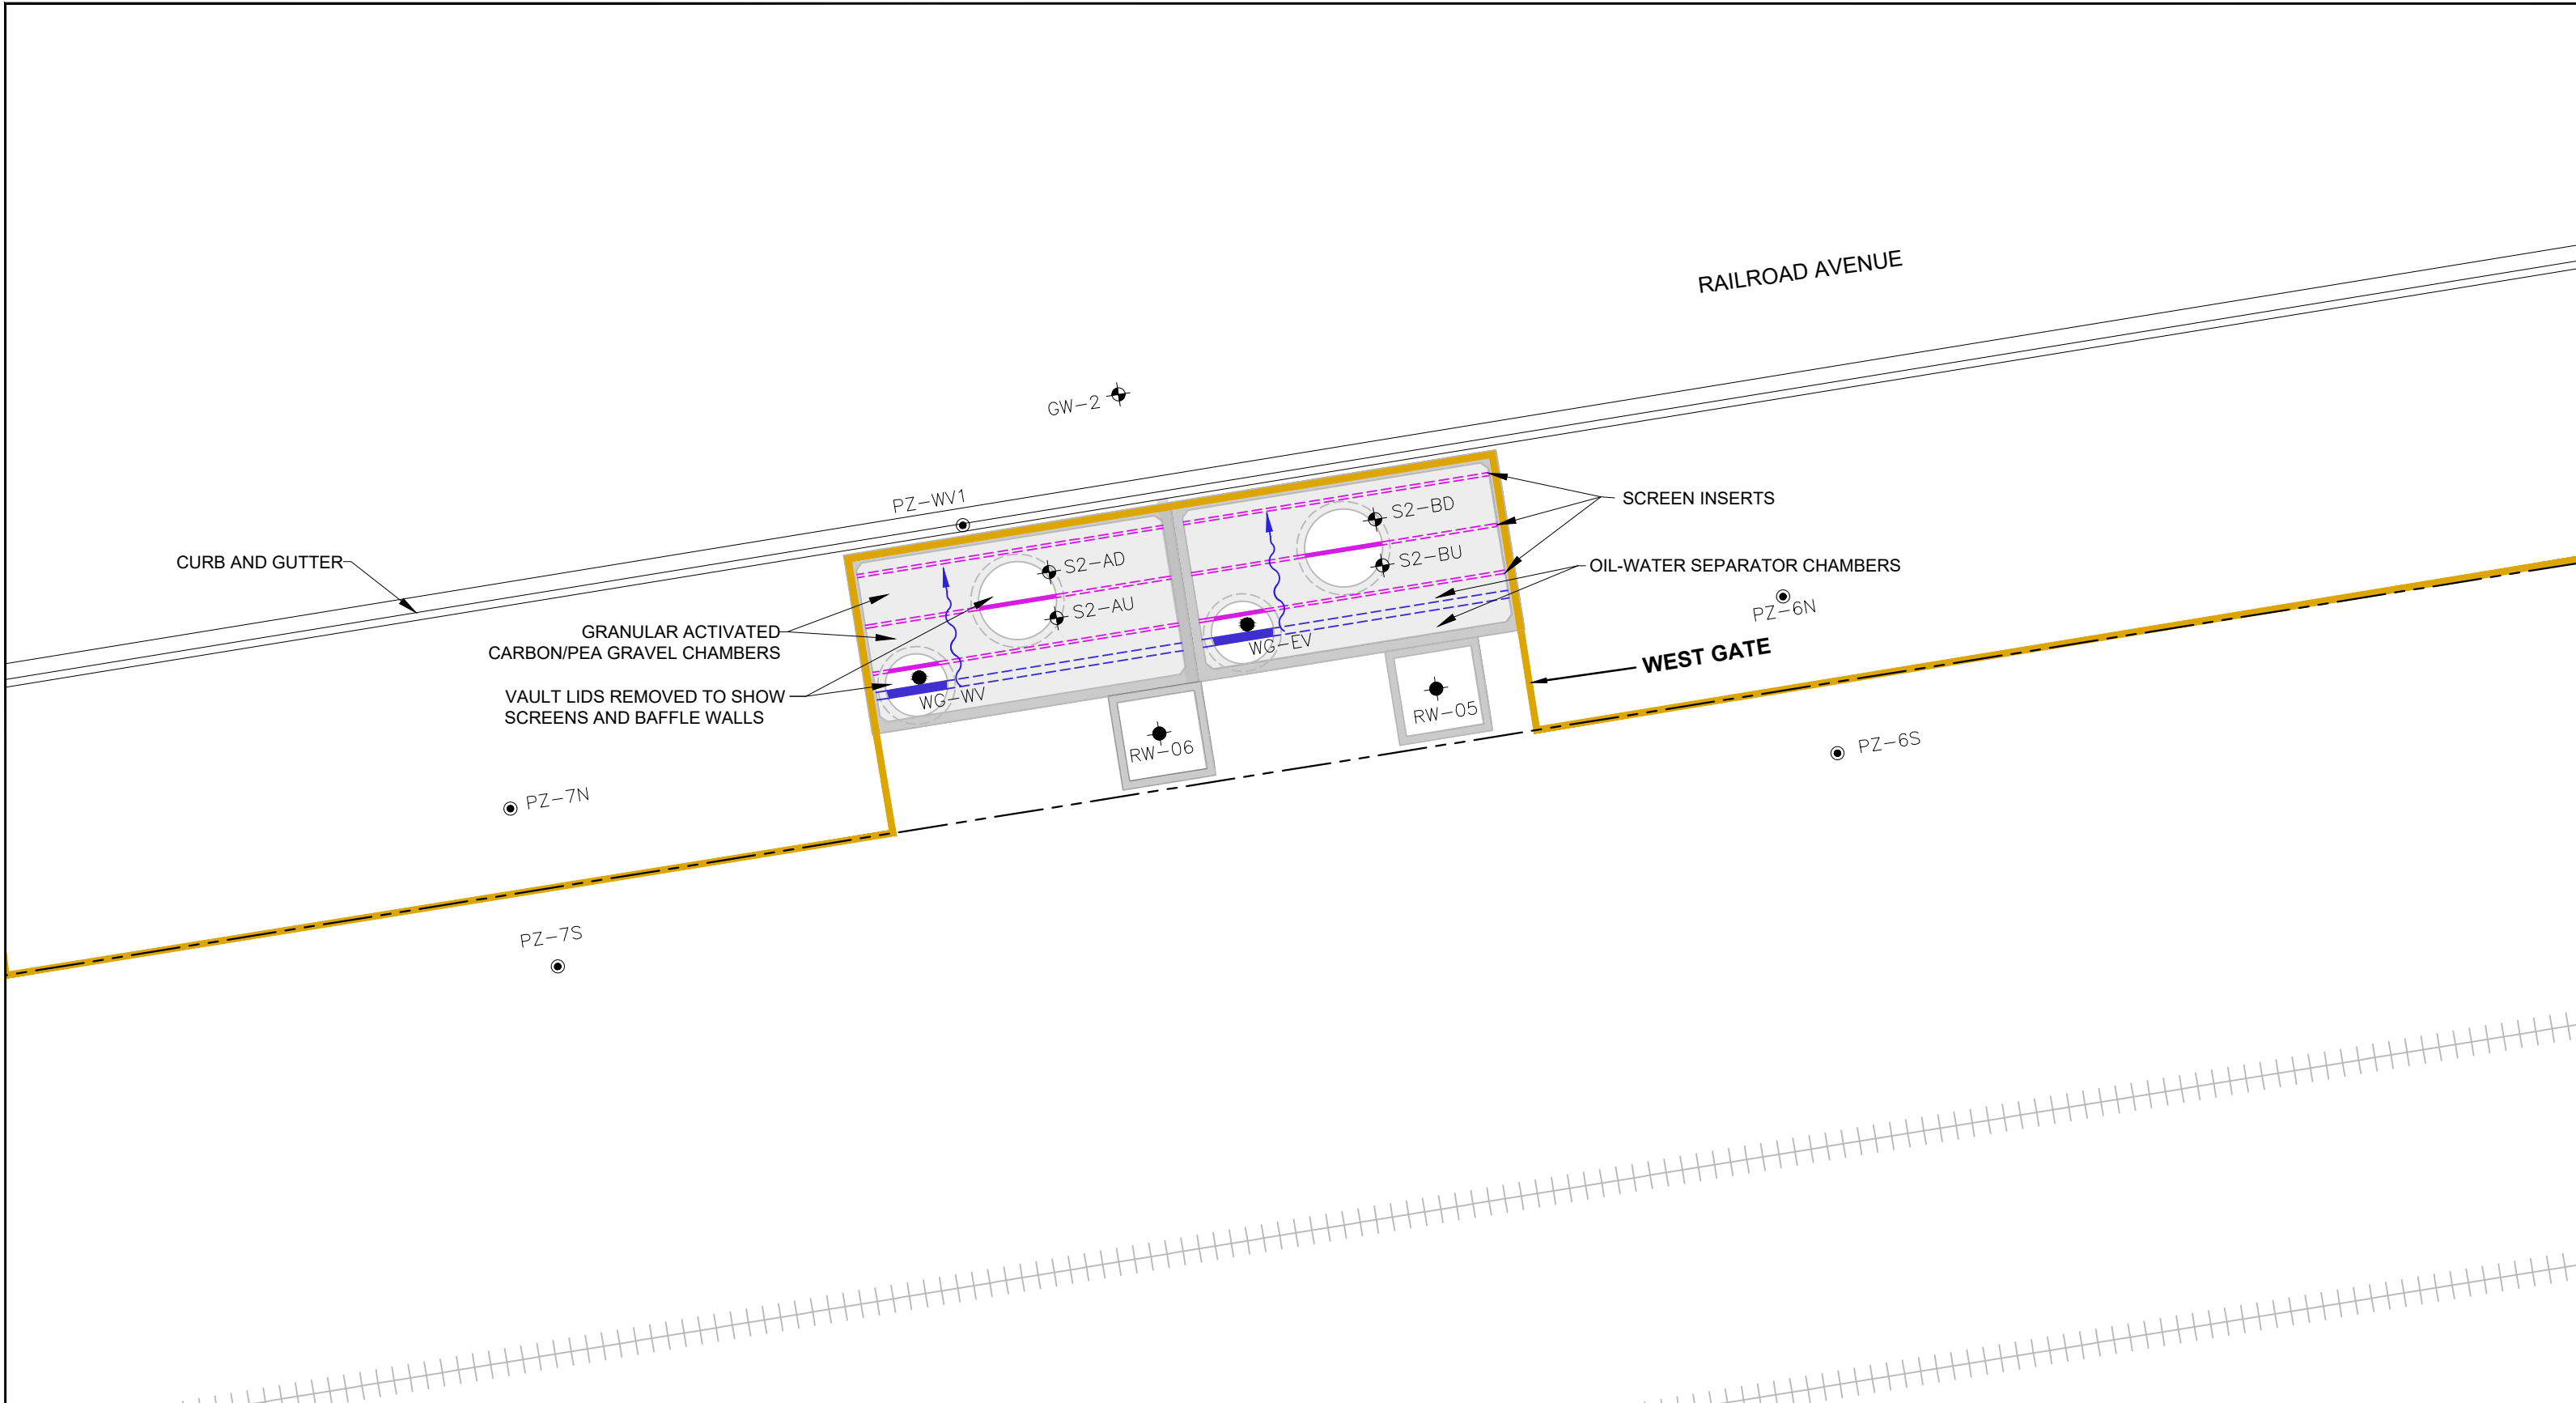 RAILROAD AVENUE
GW-2
PZ-WV1
SCREEN INSERTS
S2-BD
CURB AND GUTTER
S2-AD
S2-BU
OIL-WATER SEPARATOR CHAMBERS
S2-AU
PZ-6N
GRANULAR ACTIVATED
CARBON/PEA GRAVEL CHAMBERS
WG-EV
WEST GATE
VAULT LIDS REMOVED TO SHOW
SCREENS AND BAFFLE WALLS
WG-WV
RW-05
RW-06
PZ-6S
PZ-7N
PZ-7S